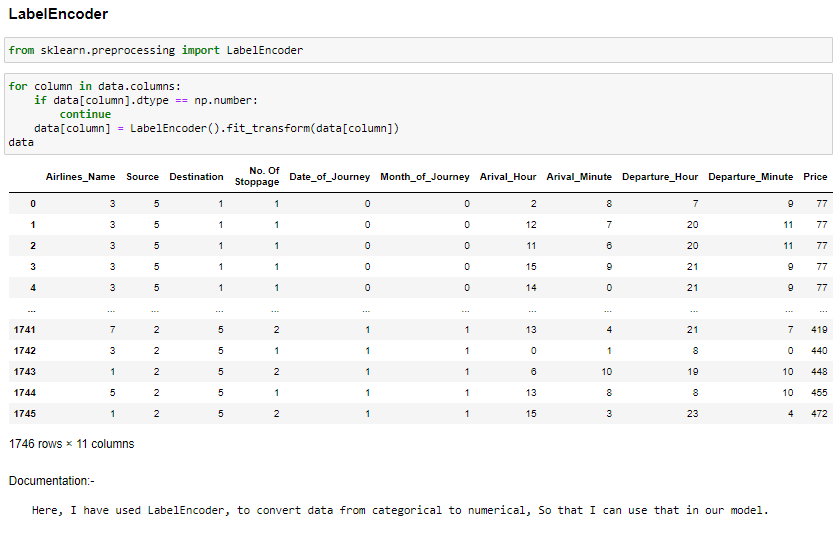 LabelEncoder
from sklearn.preprocessing import LabelEncoder
for column in data.columns:
    if data[column].dtype == np.number:
        continue
    data[column] = LabelEncoder().fit_transform(data[column])
data
Airlines_Name Source Destination No. Of Stoppage Date_of_Journey Month_of_Journey Arival_Hour Arival_Minute Departure_Hour Departure_Minute Price
0 3 5 1 1 0 0 2 8 7 9 77
1 3 5 1 1 0 0 12 7 20 11 77
2 3 5 1 1 0 0 11 6 20 11 77
3 3 5 1 1 0 0 15 9 21 9 77
4 3 5 1 1 0 0 14 0 21 9 77
... ... ... ... ... ... ... ... ... ... ... ...
1741 7 2 5 2 1 1 13 4 21 7 419
1742 3 2 5 1 1 1 0 1 8 0 440
1743 1 2 5 2 1 1 6 10 19 10 448
1744 5 2 5 1 1 1 13 8 8 10 455
1745 1 2 5 2 1 1 15 3 23 4 472
1746 rows × 11 columns
Documentation:-
Here, I have used LabelEncoder, to convert data from categorical to numerical, So that I can use that in our model.